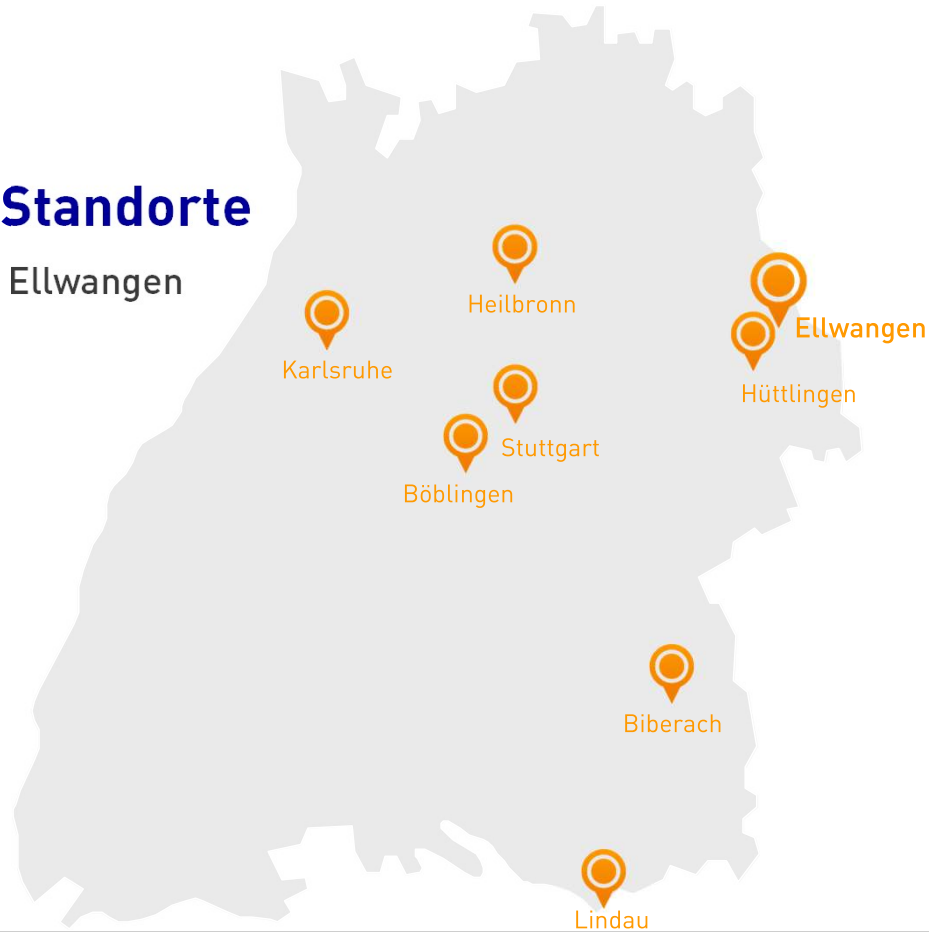 Standorte
Ellwangen
Heilbronn
Ellwangen
Karlsruhe
Hüttlingen
Stuttgart
Böblingen
Biberach
Lindau